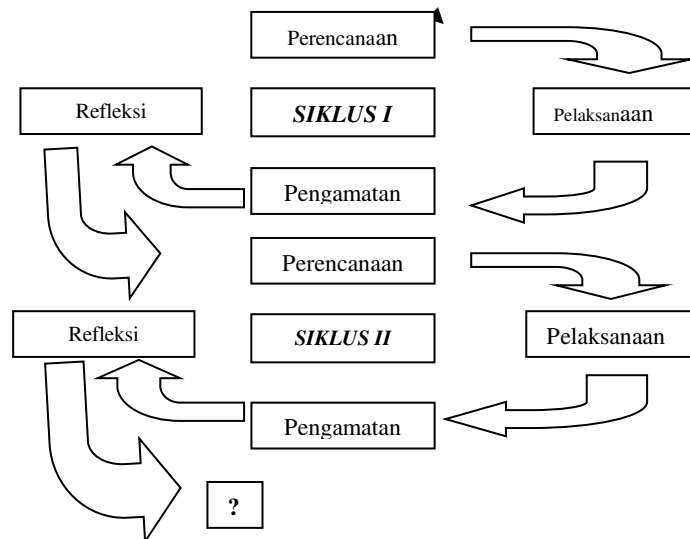 Perencanaan
Refleksi
SIKLUS I
Pelaksanaan
Pengamatan
Perencanaan
Refleksi
SIKLUS II
Pelaksanaan
Pengamatan
?